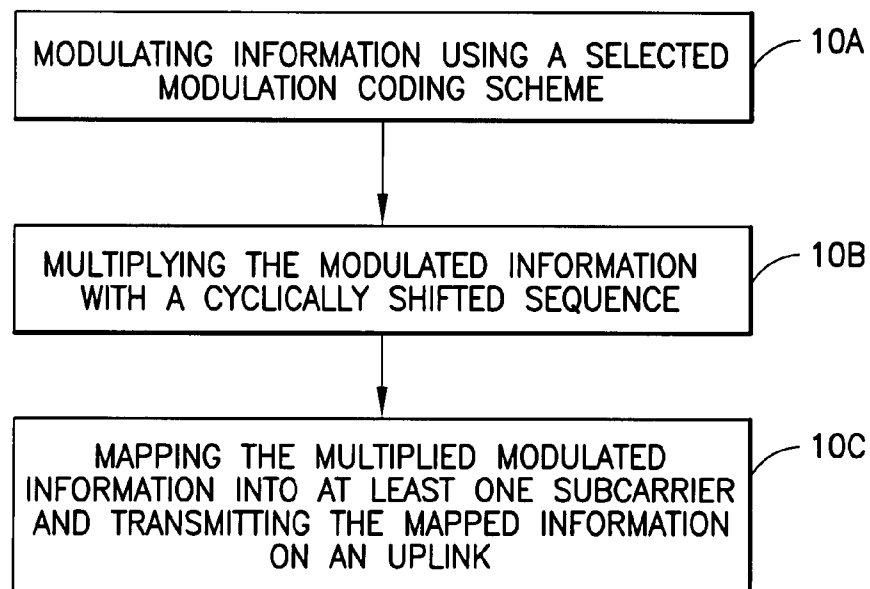 MODULATING INFORMATION USING A SELECTED
MODULATION CODING SCHEME
10A
MULTIPLYING THE MODULATED INFORMATION
WITH A CYCLICALLY SHIFTED SEQUENCE
10B
MAPPING THE MULTIPLIED MODULATED
INFORMATION INTO AT LEAST ONE SUBCARRIER
AND TRANSMITTING THE MAPPED INFORMATION
ON AN UPLINK
10C